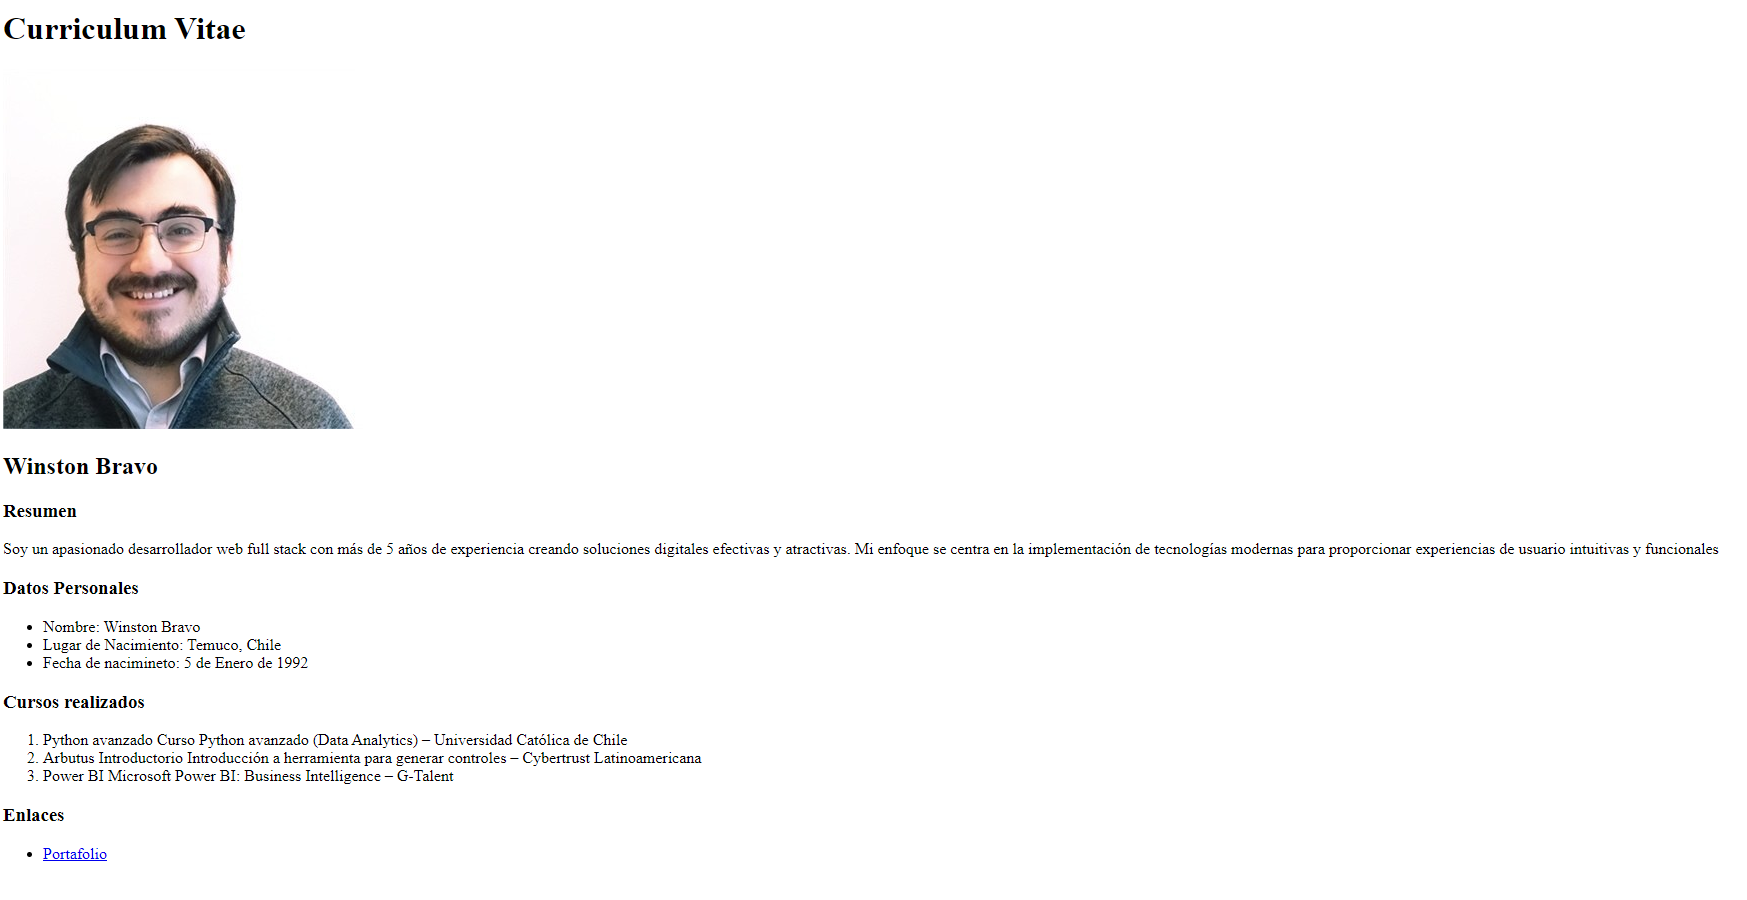 Curriculum Vitae
Winston Bravo
Resumen
Soy un apasionado desarrollador web full stack con más de 5 años de experiencia creando soluciones digitales efectivas y atractivas. Mi enfoque se centra en la implementación de tecnologías modernas para proporcionar experiencias de usuario intuitivas y funcionales
Datos Personales
• Nombre: Winston Bravo
• Lugar de Nacimiento: Temuco, Chile
• Fecha de nacimineto: 5 de Enero de 1992
Cursos realizados
1. Python avanzado Curso Python avanzado (Data Analytics) – Universidad Católica de Chile
2. Arbutus Introductorio Introducción a herramienta para generar controles – Cybertrust Latinoamericana
3. Power BI Microsoft Power BI: Business Intelligence – G-Talent
Enlaces
• Portafolio